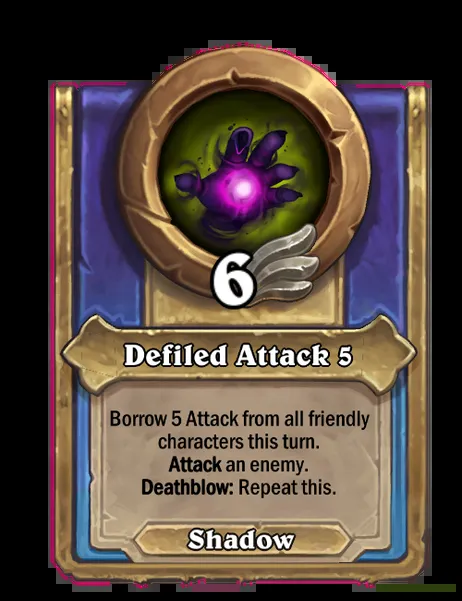 6
Defiled Attack 5
Borrow 5 Attack from all friendly
characters this turn.
Attack an enemy.
Deathblow: Repeat this.
Shadow